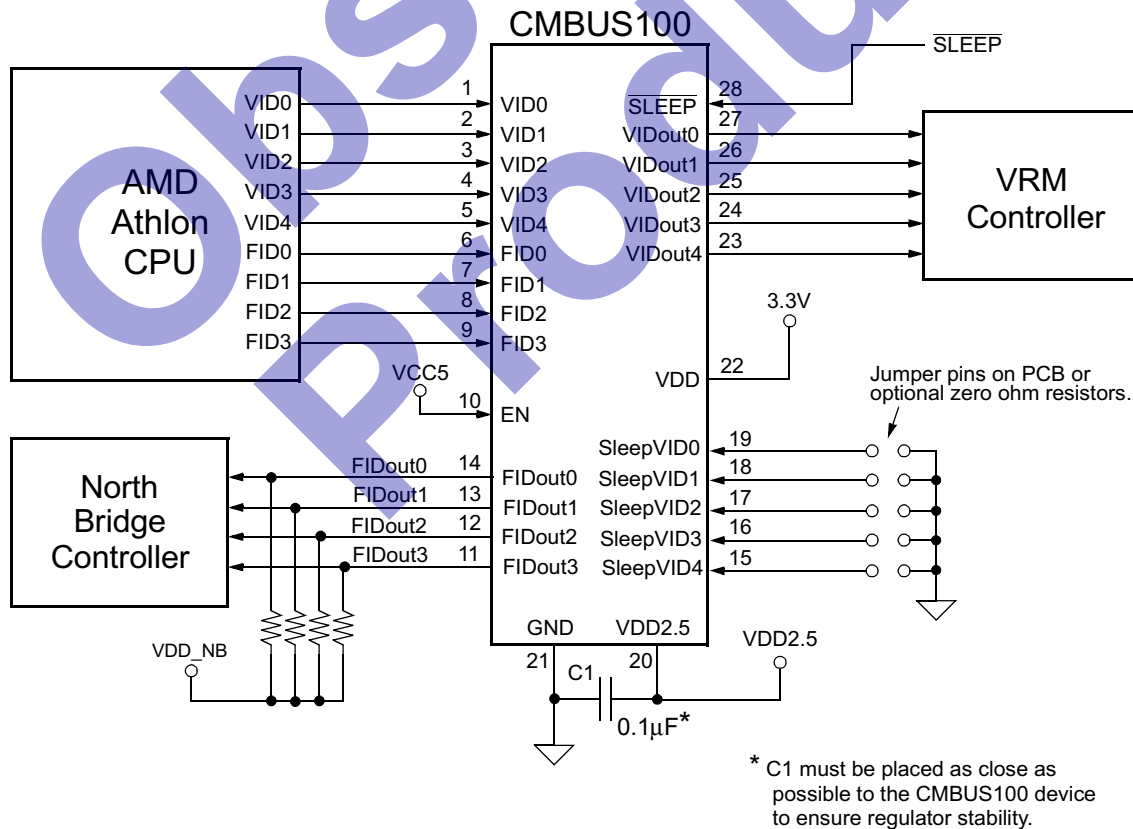 CMBUS100
SLEEP
AMD
Athlon
CPU
VID0
VID1
VID2
VID3
VID4
FID0
FID1
FID2
FID3
1
2
3
4
5
6
7
8
9
VID0
VID1
VID2
VID3
VID4
FID0
FID1
FID2
FID3
VCC5
10
EN
SLEEP
VIDout0
VIDout1
VIDout2
VIDout3
VIDout4
28
27
26
25
24
23
VRM
Controller
3.3V
VDD
22
Jumper pins on PCB or
optional zero ohm resistors.
North
Bridge
Controller
FIDout0
FIDout1
FIDout2
FIDout3
14
13
12
11
FIDout0
FIDout1
FIDout2
FIDout3
SleepVID0
SleepVID1
SleepVID2
SleepVID3
SleepVID4
19
18
17
16
15
VDD_NB
GND
VDD2.5
21
20
C1
0.1µF*
VDD2.5
* C1 must be placed as close as
possible to the CMBUS100 device
to ensure regulator stability.